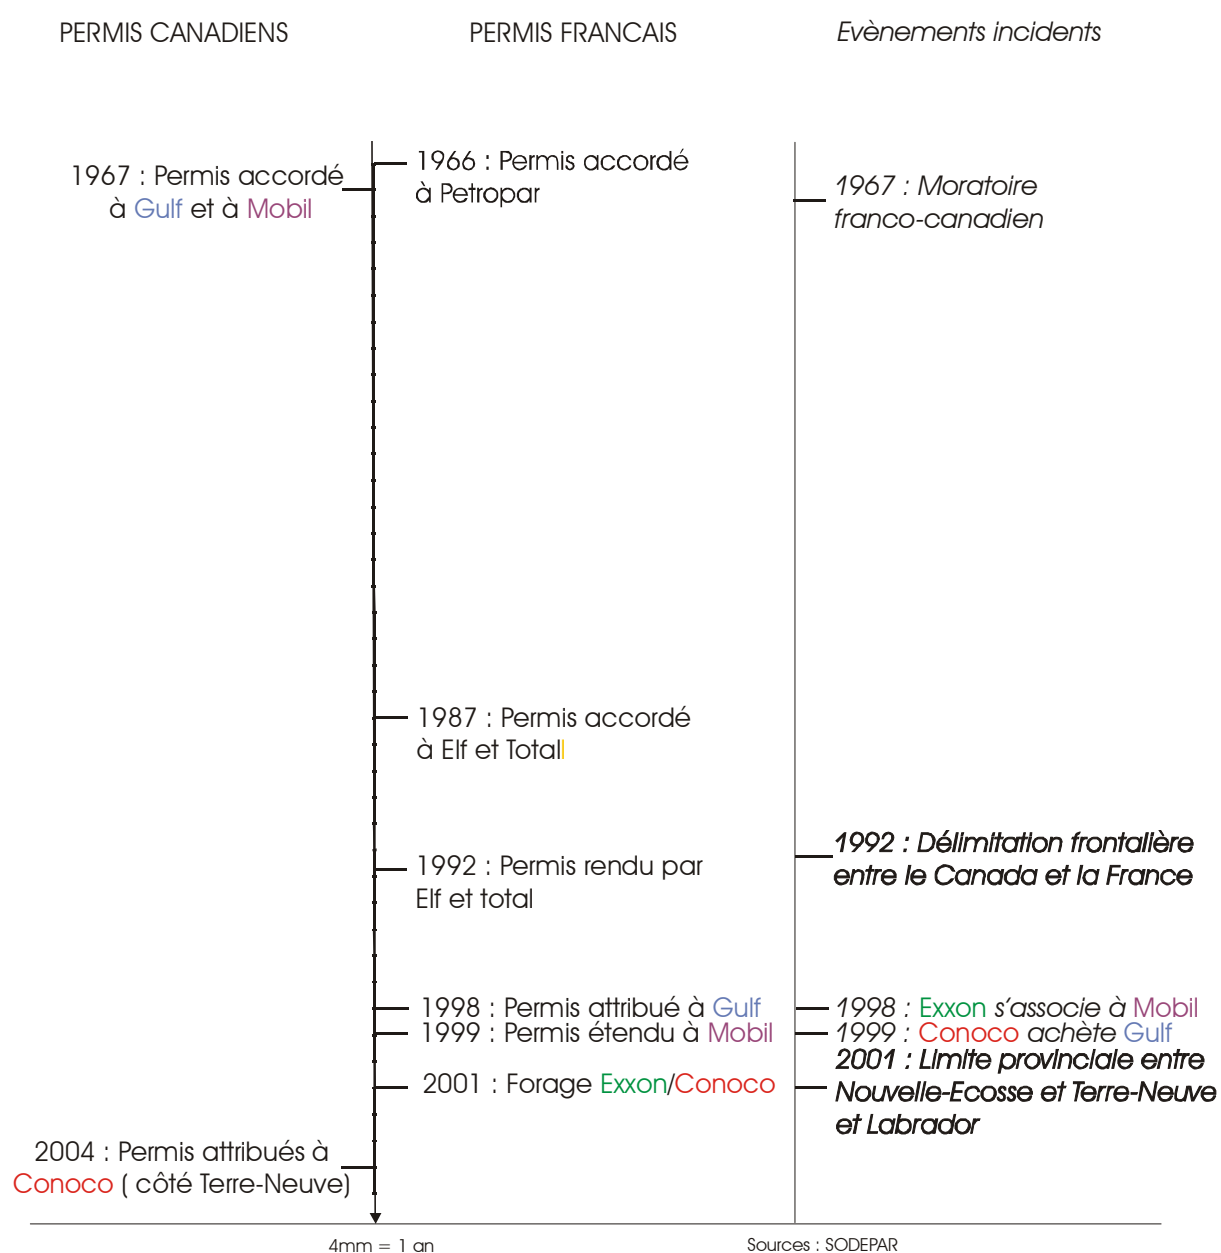 PERMIS CANADIENS
PERMIS FRANCAIS
Evènements incidents
1967 : Permis accordé
à Gulf et à Mobil
1966 : Permis accordé
à Petropar
1967 : Moratoire
franco-canadien
1987 : Permis accordé
à Elf et Total
1992 : Permis rendu par
Elf et total
1992 : Délimitation frontalière
entre le Canada et la France
1998 : Permis attribué à Gulf
1999 : Permis étendu à Mobil
2001 : Forage Exxon/Conoco
1998 : Exxon s'associe à Mobil
1999 : Conoco achète Gulf
2001 : Limite provinciale entre
Nouvelle-Ecosse et Terre-Neuve
et Labrador
2004 : Permis attribués à
Conoco ( côté Terre-Neuve)
4mm = 1 an
Sources : SODEPAR